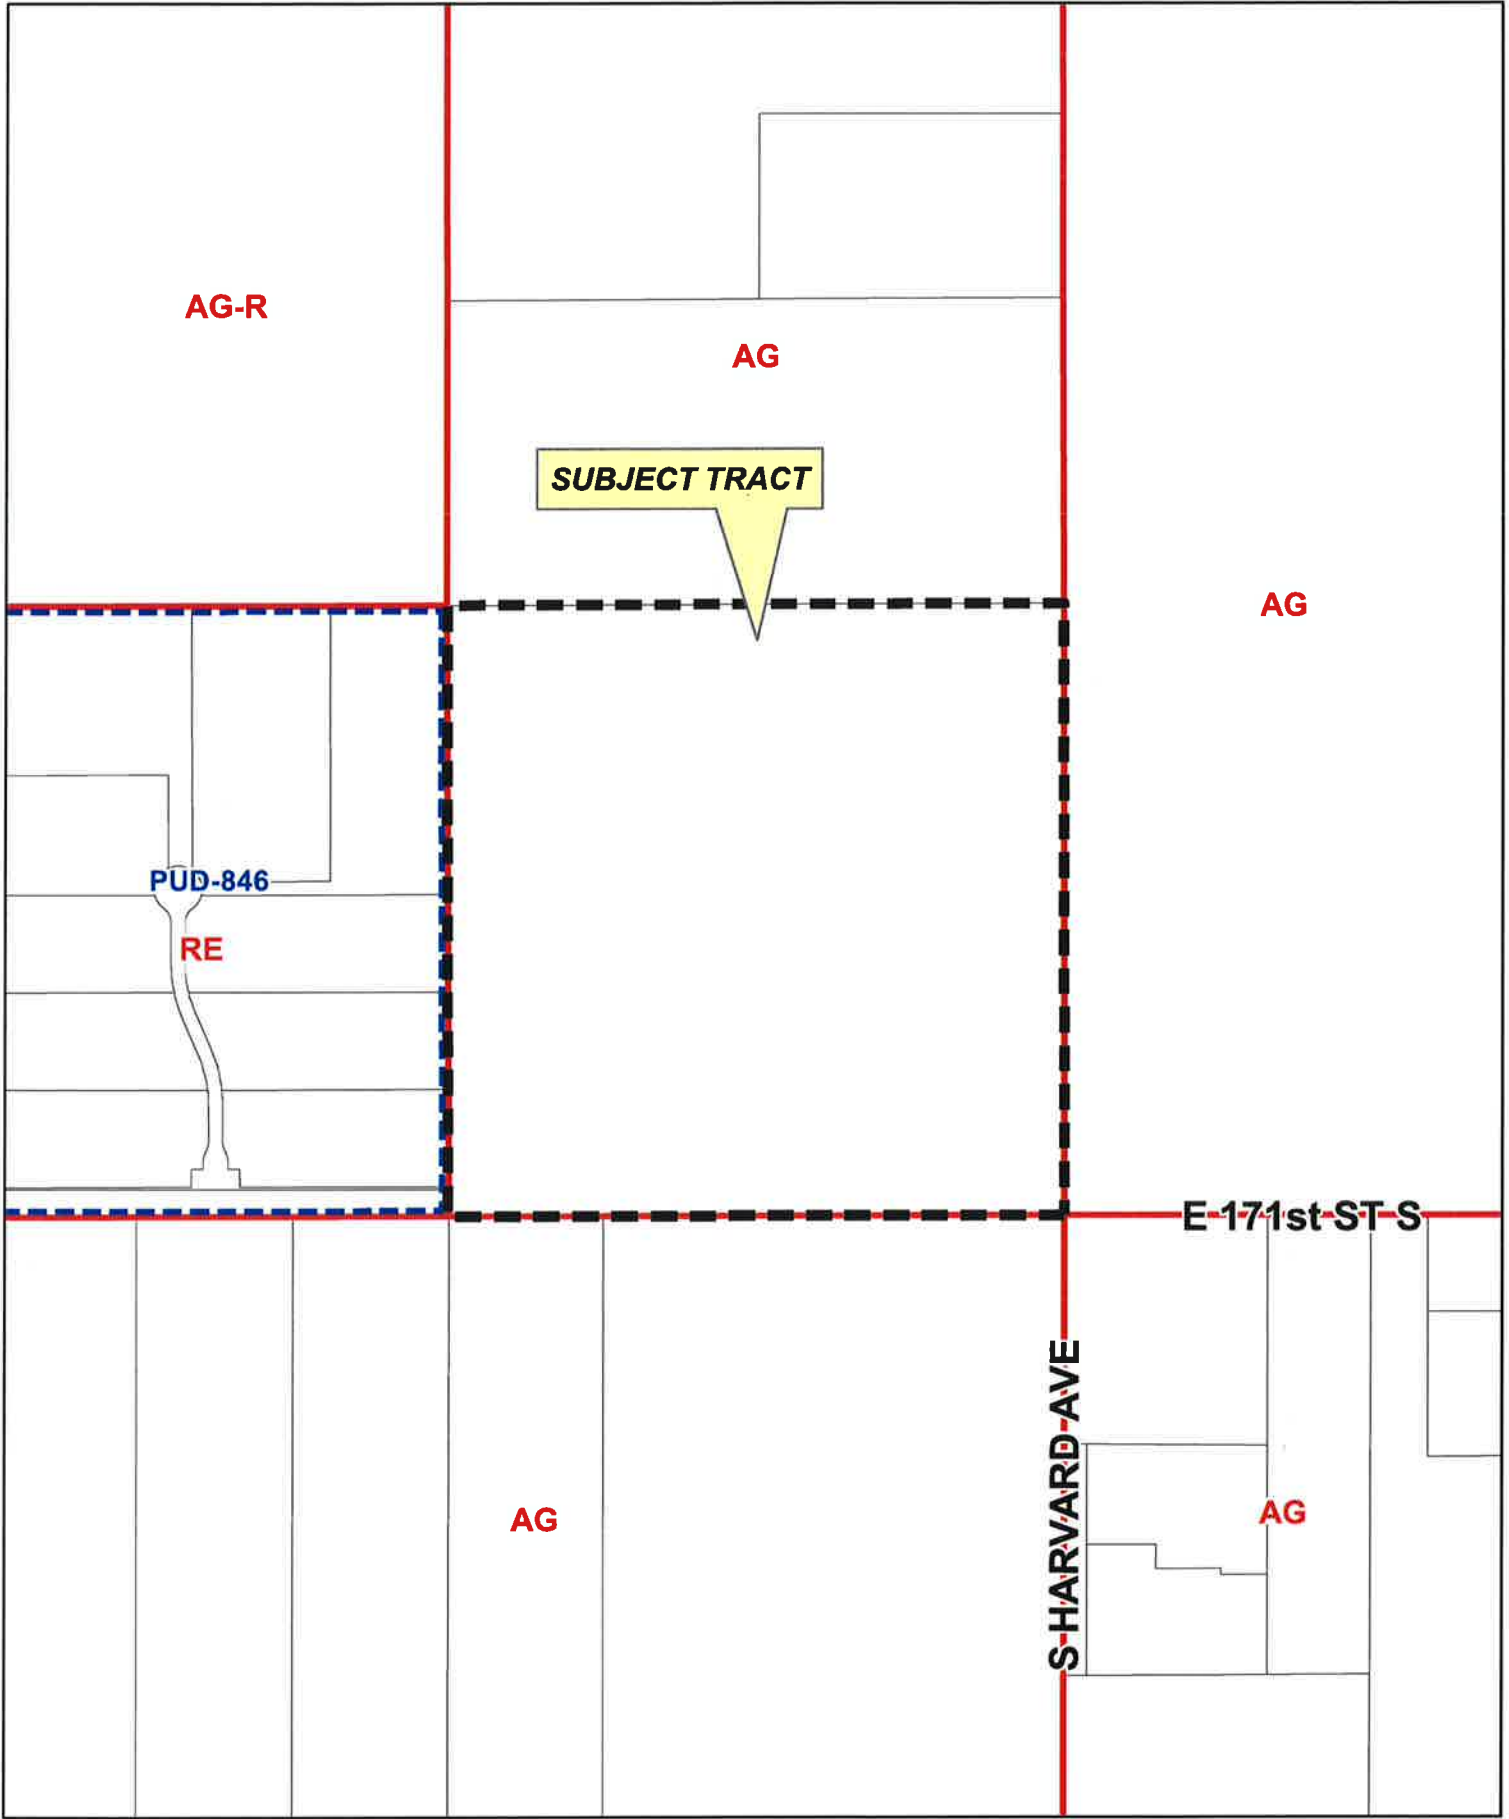 AG-R
AG
SUBJECT TRACT
AG
PUD-846
RE
E 171st ST S
S HARVARD AVE
AG
AG